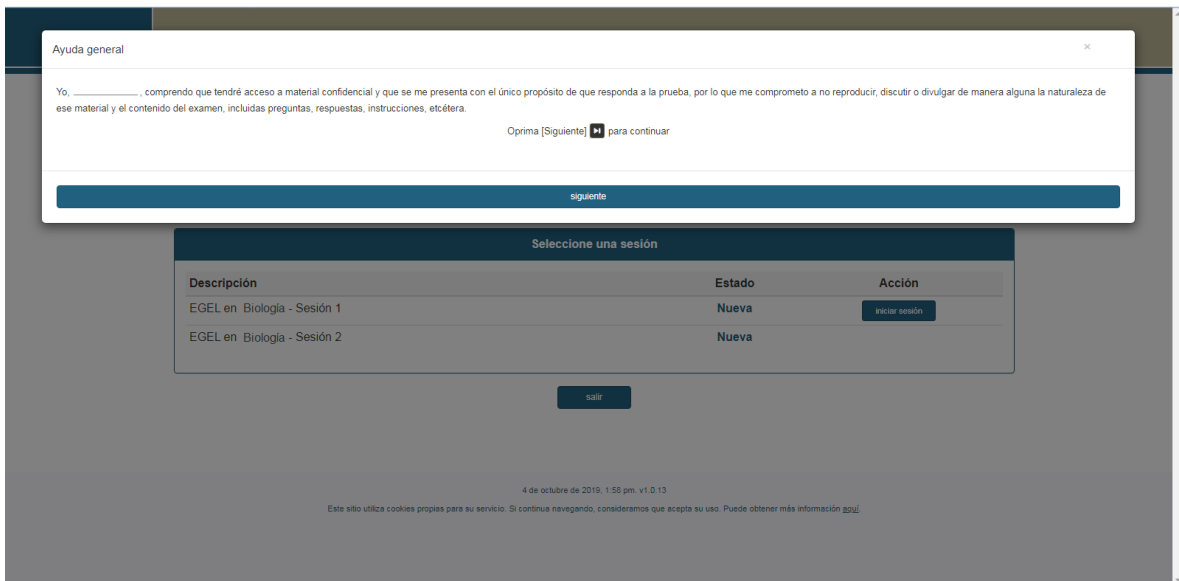 Ayuda general ×
Yo, ______________, comprendo que tendré acceso a material confidencial y que se me presenta con el único propósito de que responda a la prueba, por lo que me comprometo a no reproducir, discutir o divulgar de manera alguna la naturaleza de
ese material y el contenido del examen, incluidas preguntas, respuestas, instrucciones, etcétera.
Oprima [Siguiente] para continuar
siguiente
Seleccione una sesión
Descripción Estado Acción
EGEL en Biología - Sesión 1 Nueva iniciar sesión
EGEL en Biología - Sesión 2 Nueva
salir
4 de octubre de 2019, 1:56 pm. v1.0.13
Este sitio utiliza cookies propias para su servicio. Si continua navegando, consideramos que acepta su uso. Puede obtener más información aquí.